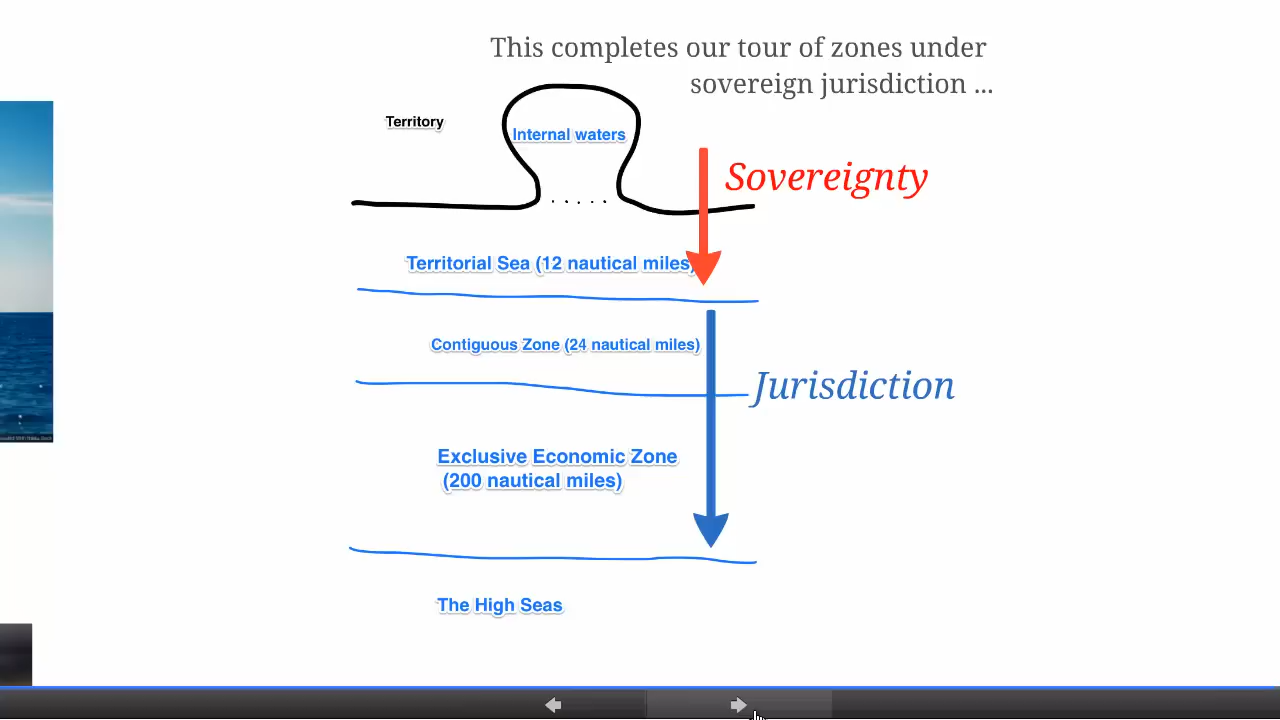 This completes our tour of zones under
sovereign jurisdiction ...
Territory
Internal waters
Sovereignty
Territorial Sea (12 nautical miles)
Contiguous Zone (24 nautical miles)
Jurisdiction
Exclusive Economic Zone
(200 nautical miles)
The High Seas